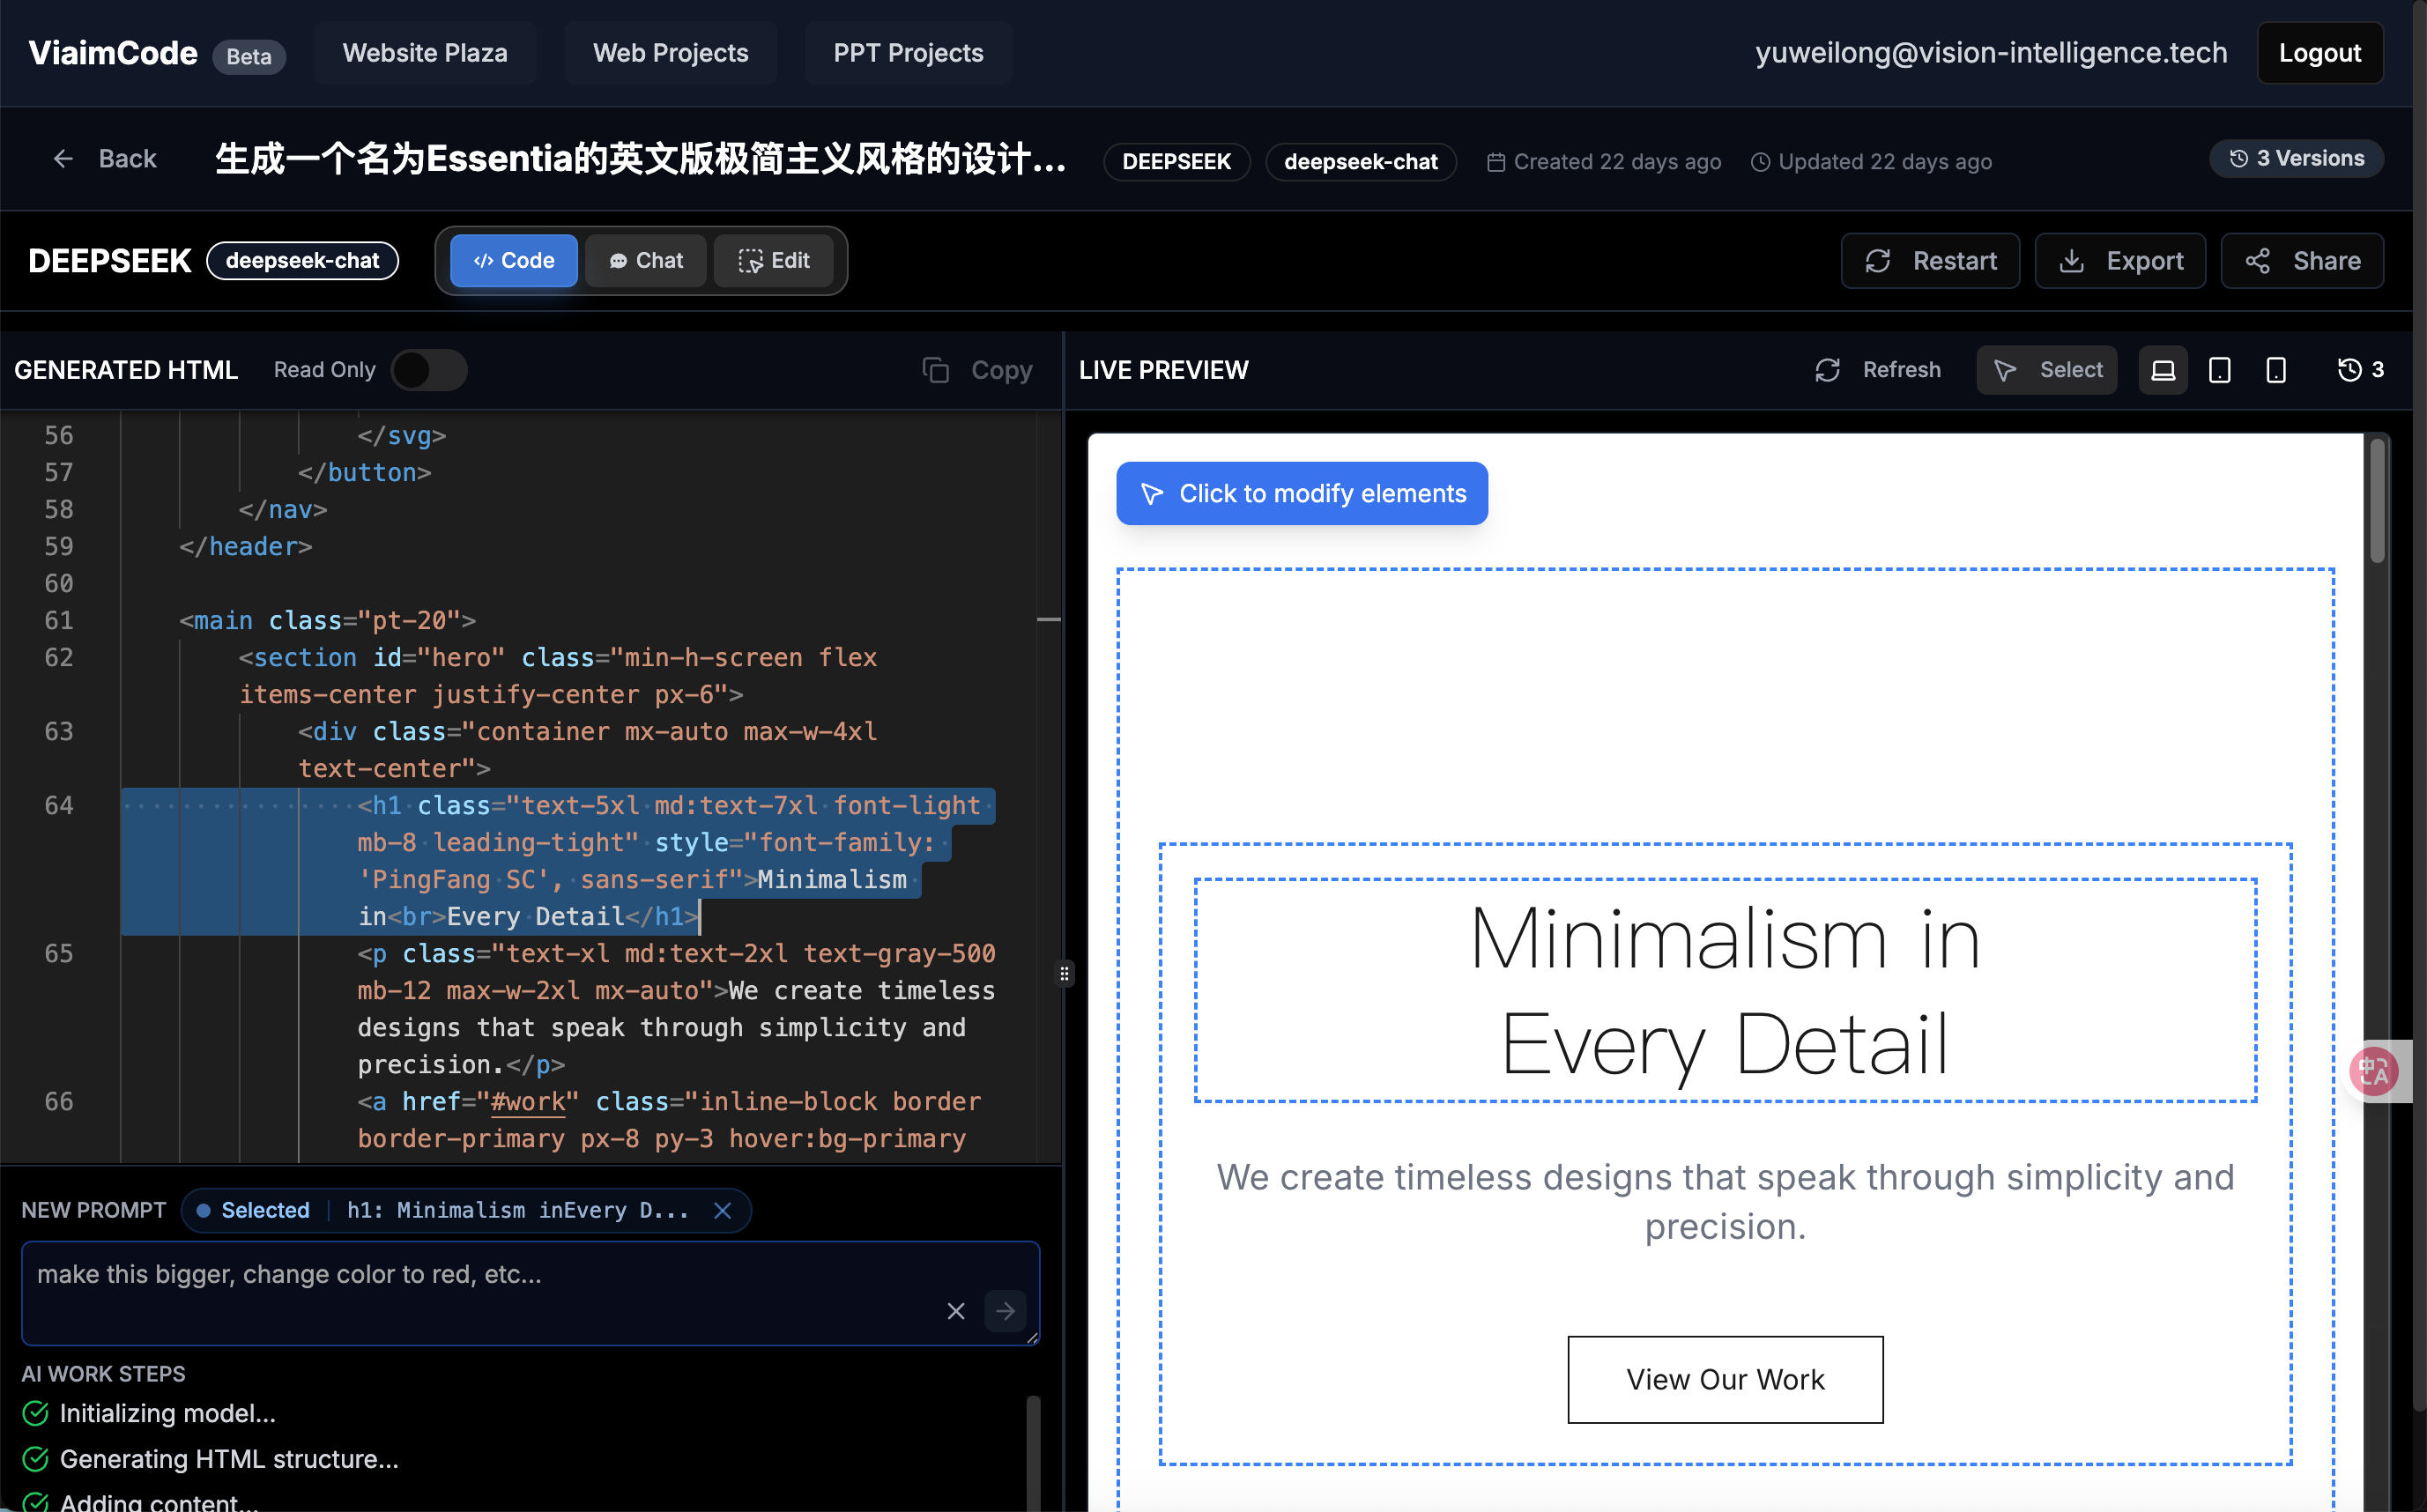 ViaimCode Beta Website Plaza Web Projects PPT Projects yuweilong@vision-intelligence.tech Logout
Back 生成一个名为Essentia的英文版极简主义风格的设计... DEEPSEEK deepseek-chat Created 22 days ago Updated 22 days ago 3 Versions
DEEPSEEK deepseek-chat </> Code Chat Edit Restart Export Share
GENERATED HTML Read Only Copy
56 </svg>
57 </button>
58 </nav>
59 </header>
60
61 <main class="pt-20">
62 <section id="hero" class="min-h-screen flex
items-center justify-center px-6">
63 <div class="container mx-auto max-w-4xl
text-center">
64 <h1 class="text-5xl md:text-7xl font-light
mb-8 leading-tight" style="font-family:
'PingFang SC', sans-serif">Minimalism
in<br>Every Detail</h1>
65 <p class="text-xl md:text-2xl text-gray-500
mb-12 max-w-2xl mx-auto">We create timeless
designs that speak through simplicity and
precision.</p>
66 <a href="#work" class="inline-block border
border-primary px-8 py-3 hover:bg-primary
NEW PROMPT Selected h1: Minimalism inEvery D...
make this bigger, change color to red, etc...
AI WORK STEPS
Initializing model...
Generating HTML structure...
Adding content...
LIVE PREVIEW Refresh Select 3
Click to modify elements
Minimalism in
Every Detail
We create timeless designs that speak through simplicity and
precision.
View Our Work
中A